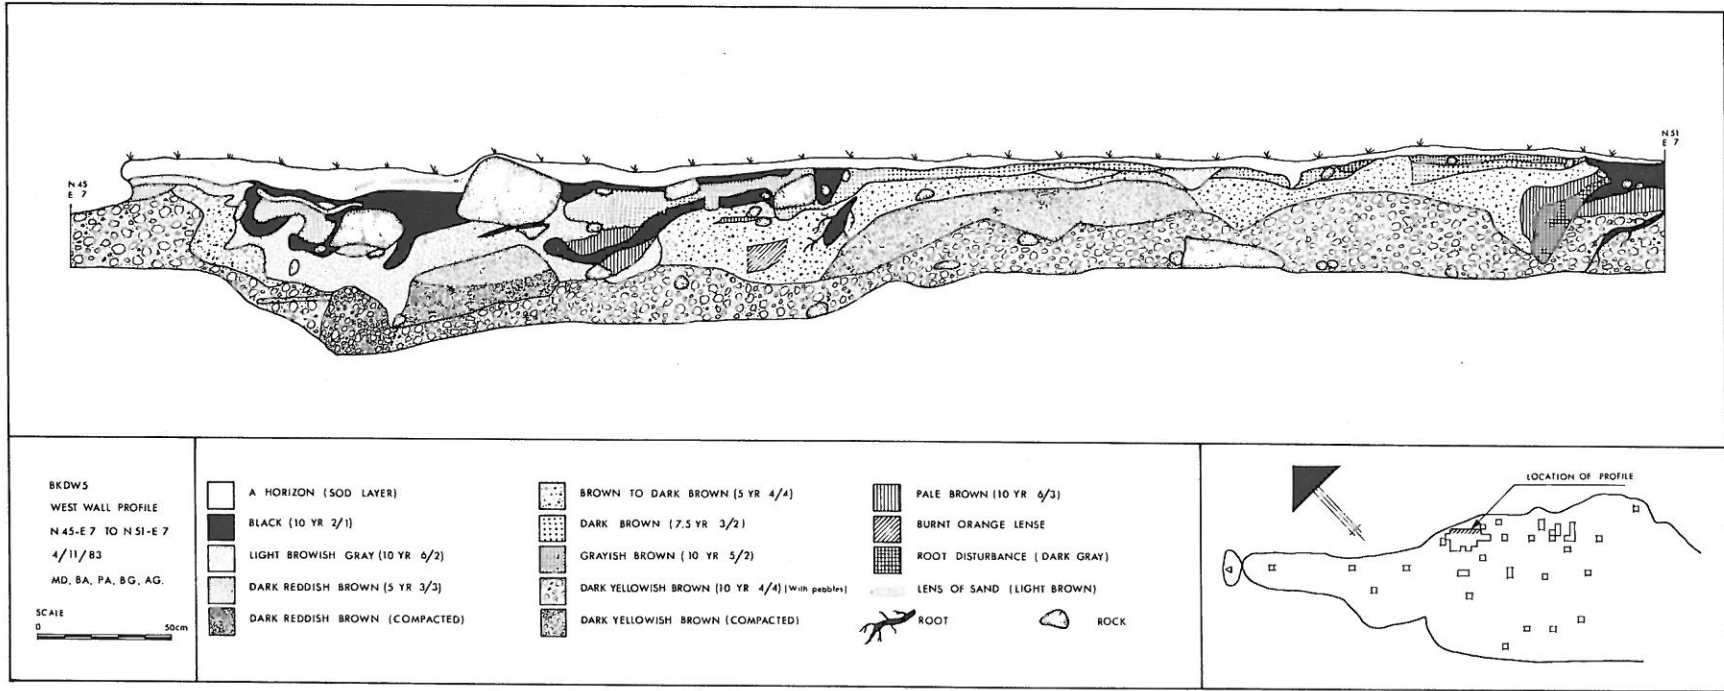 N 45
E 7
N 51
E 7
BKDW5
WEST WALL PROFILE
N 45-E 7 TO N 51-E 7
4/11/83
MD, BA, PA, BG, AG.
SCALE
0 50cm
A HORIZON (SOD LAYER)
BLACK (10 YR 2/1)
LIGHT BROWISH GRAY (10 YR 6/2)
DARK REDDISH BROWN (5 YR 3/3)
DARK REDDISH BROWN (COMPACTED)
BROWN TO DARK BROWN (5 YR 4/4)
DARK BROWN (7.5 YR 3/2)
GRAYISH BROWN (10 YR 5/2)
DARK YELLOWISH BROWN (10 YR 4/4) (With pebbles)
DARK YELLOWISH BROWN (COMPACTED)
PALE BROWN (10 YR 6/3)
BURNT ORANGE LENSE
ROOT DISTURBANCE (DARK GRAY)
LENS OF SAND (LIGHT BROWN)
ROOT
ROCK
LOCATION OF PROFILE